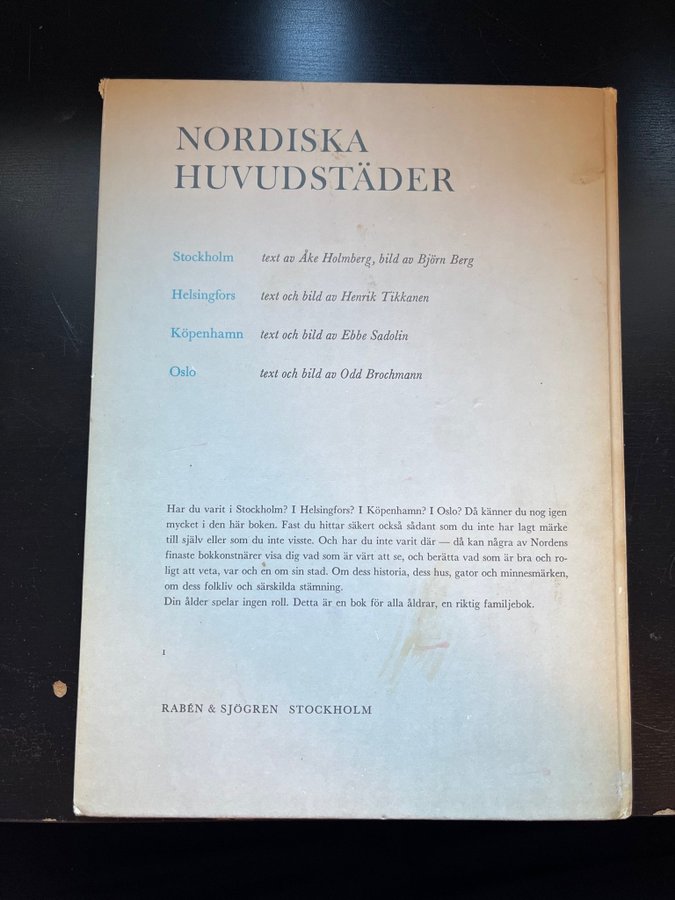 NORDISKA
HUVUDSTÄDER
Stockholm text av Åke Holmberg, bild av Björn Berg
Helsingfors text och bild av Henrik Tikkanen
Köpenhamn text och bild av Ebbe Sadolin
Oslo text och bild av Odd Brochmann
Har du varit i Stockholm? I Helsingfors? I Köpenhamn? I Oslo? Då känner du nog igen
mycket i den här boken. Fast du hittar säkert också sådant som du inte har lagt märke
till själv eller som du inte visste. Och har du inte varit där — då kan några av Nordens
finaste bokkonstnärer visa dig vad som är värt att se, och berätta vad som är bra och ro-
ligt att veta, var och en om sin stad. Om dess historia, dess hus, gator och minnesmärken,
om dess folkliv och särskilda stämning.
Din ålder spelar ingen roll. Detta är en bok för alla åldrar, en riktig familjebok.
1
RABÉN & SJÖGREN STOCKHOLM